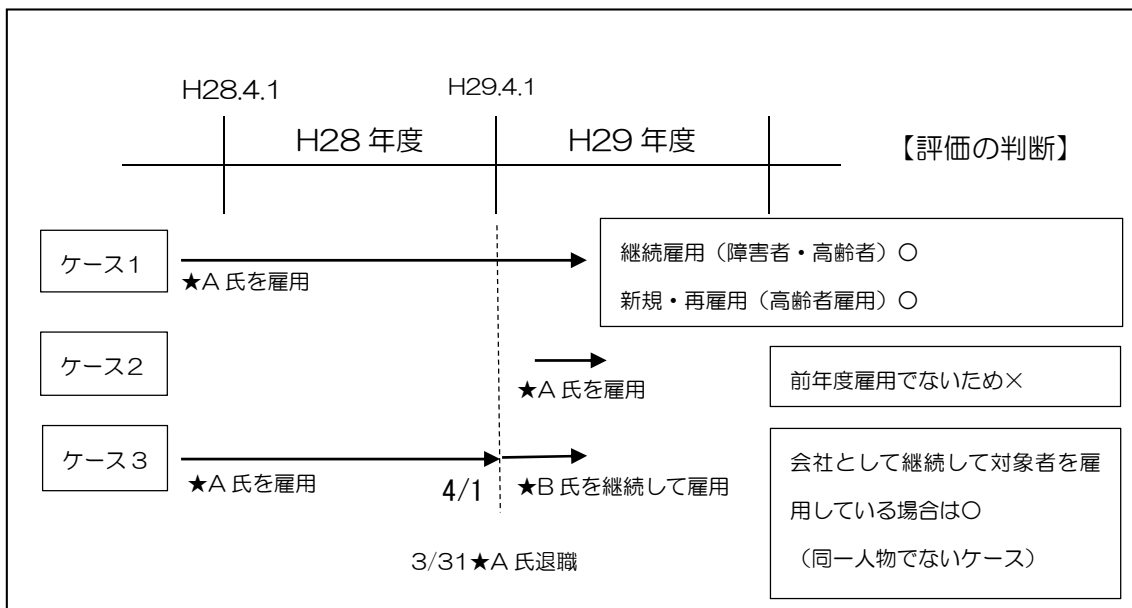 H28.4.1
H29.4.1
H28 年度
H29 年度
【評価の判断】
ケース1
★A 氏を雇用
継続雇用（障害者・高齢者）〇
新規・再雇用（高齢者雇用）〇
ケース2
★A 氏を雇用
前年度雇用でないため×
ケース3
★A 氏を雇用
4/1
★B 氏を継続して雇用
3/31★A 氏退職
会社として継続して対象者を雇
用している場合は〇
（同一人物でないケース）